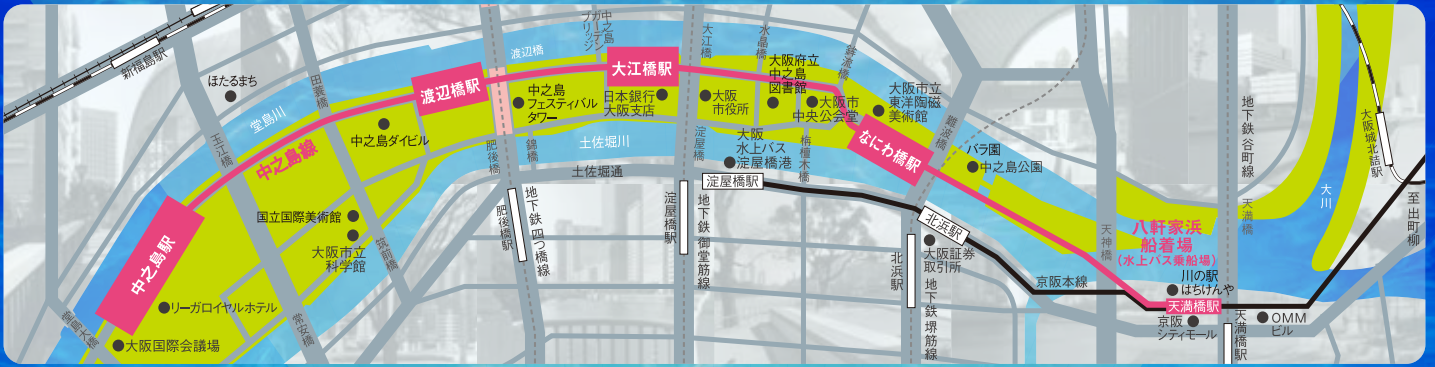 新福島駅
ほたるまち
堂島川
玉江橋
田蓑橋
中之島線
中之島駅
渡辺橋駅
渡辺橋
中之島
ガーデン
ブリッジ
大江橋駅
大江橋
水晶橋
鉾流橋
中之島ダイビル
中之島
フェスティバル
タワー
日本銀行
大阪支店
大阪
市役所
大阪府立
中之島
図書館
大阪市
中央公会堂
大阪市立
東洋陶磁
美術館
なにわ橋駅
難波橋
バラ園
中之島公園
肥後橋
錦橋
土佐堀川
土佐堀通
淀屋橋
大阪
水上バス
淀屋橋港
栴檀木橋
淀屋橋駅
国立国際美術館
大阪市立
科学館
筑前橋
常安橋
リーガロイヤルホテル
大阪国際会議場
堂島大橋
肥後橋駅
地下鉄 四つ橋線
淀屋橋駅
地下鉄 御堂筋線
北浜駅
北浜駅
大阪証券
取引所
地下鉄 堺筋線
京阪本線
天神橋
八軒家浜
船着場
(水上バス乗船場)
川の駅
はちけんや
天満橋駅
京阪
シティモール
天満橋駅
OMM
ビル
地下鉄 谷町線
天満橋
大川
大阪城北詰駅
至出町柳